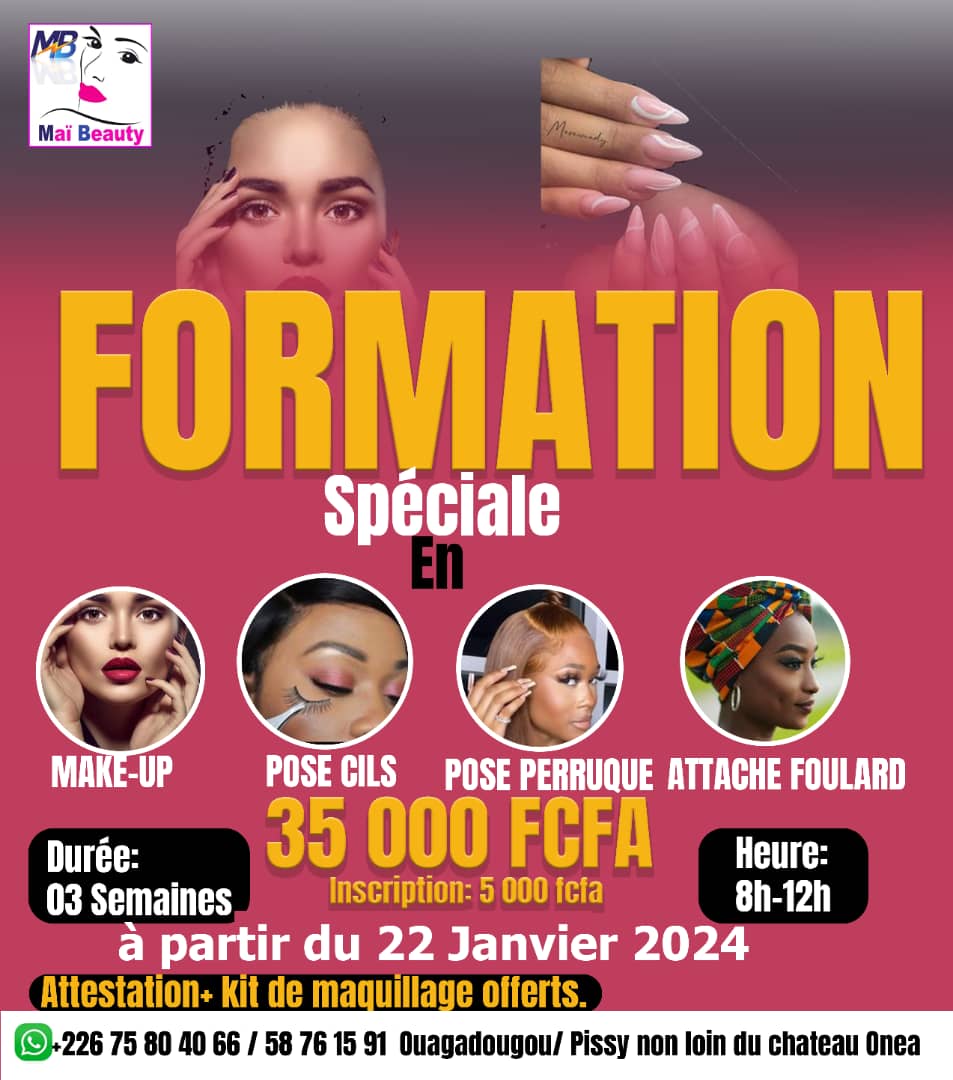 MB
Maï Beauty
FORMATION
Spéciale
En
MAKE-UP
POSE CILS
POSE PERRUQUE
ATTACHE FOULARD
35 000 FCFA
Inscription: 5 000 fcfa
Durée:
03 Semaines
Heure:
8h-12h
à partir du 22 Janvier 2024
Attestation+ kit de maquillage offerts.
+226 75 80 40 66 / 58 76 15 91 Ouagadougou/ Pissy non loin du chateau Onea